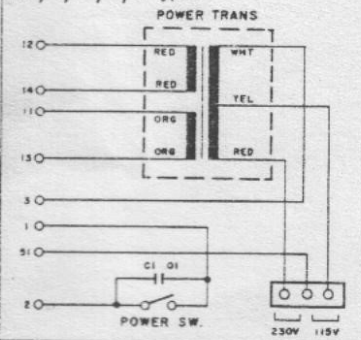 POWER TRANS
12
RED
WHT
RED
14
YEL
11
ORG
13
ORG
RED
3
1
51
C1 .01
2
POWER SW.
230V
115V